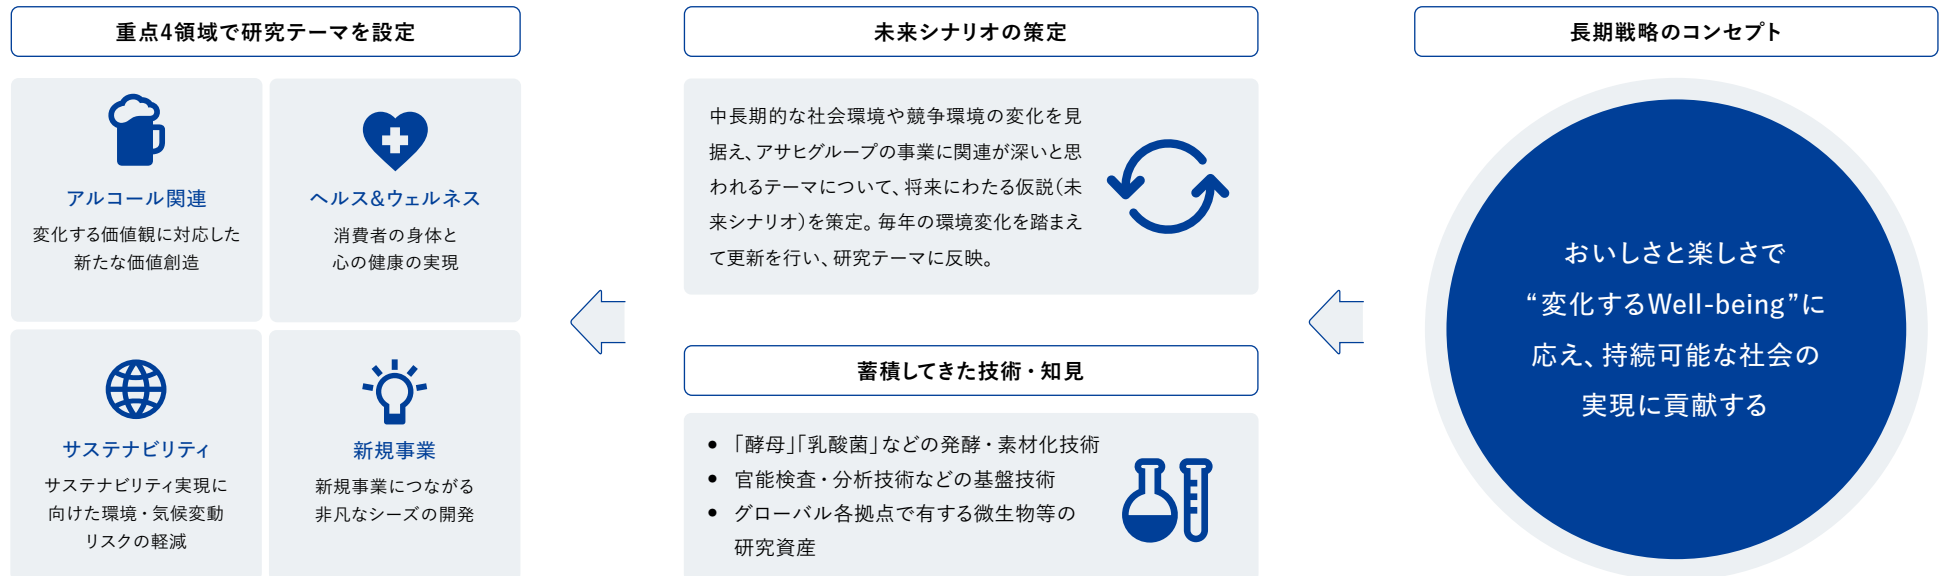 重点4領域で研究テーマを設定
アルコール関連
変化する価値観に対応した
新たな価値創造
ヘルス&ウェルネス
消費者の身体と
心の健康の実現
サステナビリティ
サステナビリティ実現に
向けた環境・気候変動
リスクの軽減
新規事業
新規事業につながる
非凡なシーズの開発
未来シナリオの策定
中長期的な社会環境や競争環境の変化を見
据え、アサヒグループの事業に関連が深いと思
われるテーマについて、将来にわたる仮説(未
来シナリオ)を策定。毎年の環境変化を踏まえ
て更新を行い、研究テーマに反映。
蓄積してきた技術・知見
• 「酵母」「乳酸菌」などの発酵・素材化技術
• 官能検査・分析技術などの基盤技術
• グローバル各拠点で有する微生物等の
研究資産
長期戦略のコンセプト
おいしさと楽しさで
“変化するWell-being”に
応え、持続可能な社会の
実現に貢献する